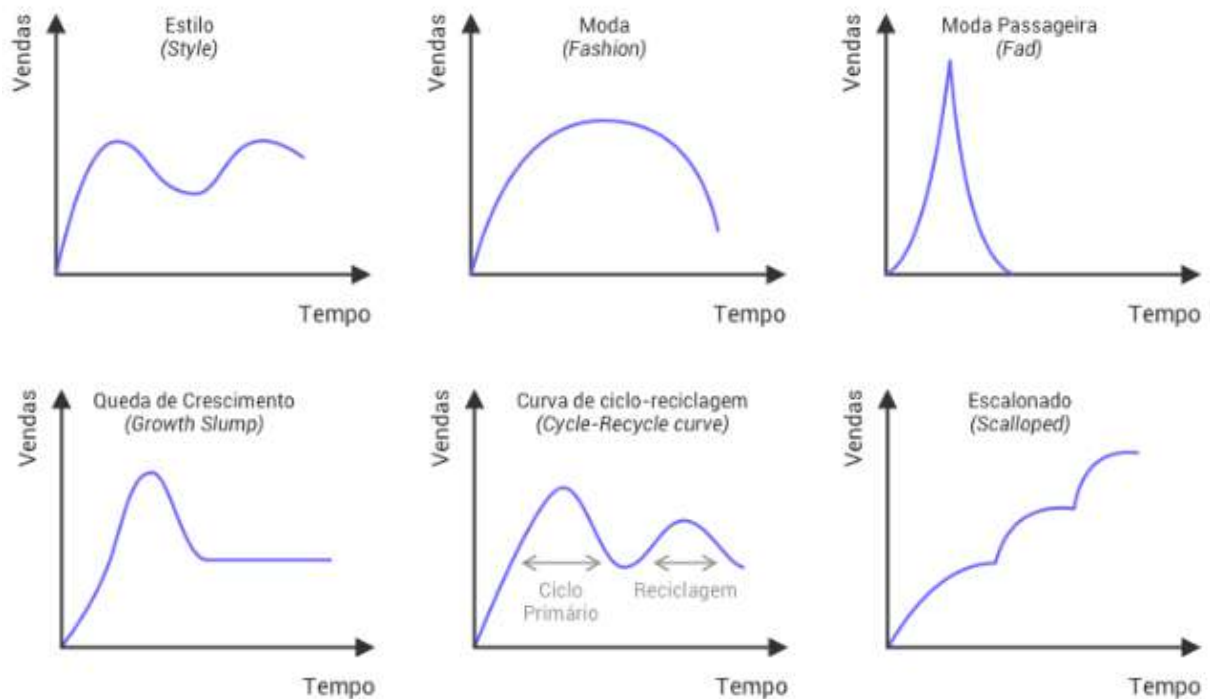 Vendas
Estilo
(Style)
Tempo
Vendas
Moda
(Fashion)
Tempo
Vendas
Moda Passageira
(Fad)
Tempo
Vendas
Queda de Crescimento
(Growth Slump)
Tempo
Vendas
Curva de ciclo-reciclagem
(Cycle-Recycle curve)
Ciclo
Primário
Reciclagem
Tempo
Vendas
Escalonado
(Scalloped)
Tempo